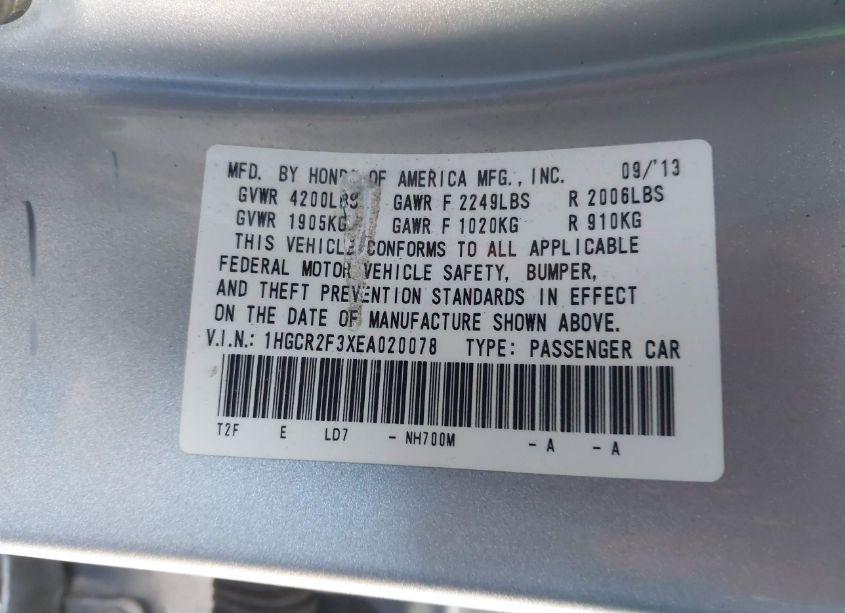 MFD. BY HONDA OF AMERICA MFG., INC. 09/'13
GVWR 4200LBS GAWR F 2249LBS R 2006LBS
GVWR 1905KG GAWR F 1020KG R 910KG
THIS VEHICLE CONFORMS TO ALL APPLICABLE
FEDERAL MOTOR VEHICLE SAFETY, BUMPER,
AND THEFT PREVENTION STANDARDS IN EFFECT
ON THE DATE OF MANUFACTURE SHOWN ABOVE.
V.I.N.: 1HGCR2F3XEA020078 TYPE: PASSENGER CAR
T2F E LD7 - NH700M - A - A